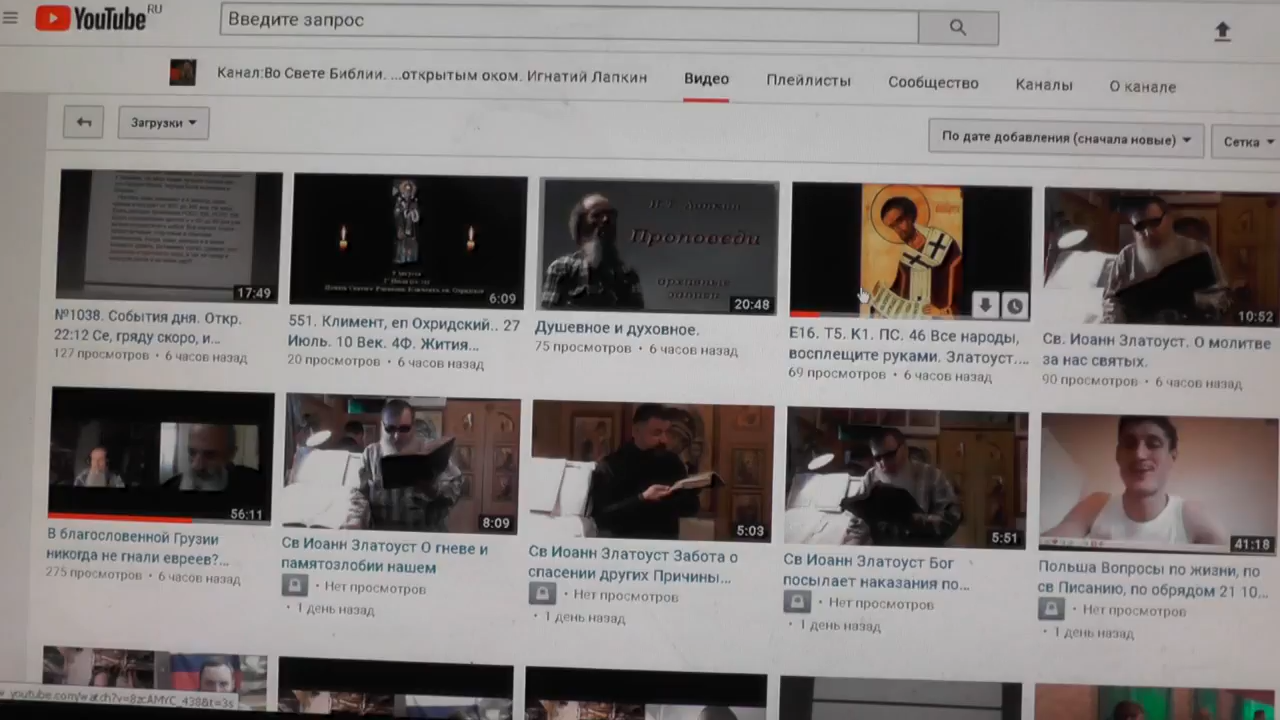 YouTube RU
Введите запрос
Канал:Во Свете Библии. ...открытым оком. Игнатий Лапкин
Видео
Плейлисты
Сообщество
Каналы
О канале
Загрузки
По дате добавления (сначала новые)
Сетка
17:49
6:09
Проповеди
20:48
10:52
№1038. События дня. Откр.
22:12 Се, гряду скоро, и...
127 просмотров • 6 часов назад
551. Климент, еп Охридский.. 27
Июль. 10 Век. 4Ф. Жития...
20 просмотров • 6 часов назад
Душевное и духовное.
75 просмотров • 6 часов назад
Е16. Т5. К1. ПС. 46 Все народы,
восплещите руками. Златоуст....
69 просмотров • 6 часов назад
Св. Иоанн Златоуст. О молитве
за нас святых.
90 просмотров • 6 часов назад
56:11
8:09
5:03
5:51
41:18
В благословенной Грузии
никогда не гнали евреев?...
275 просмотров • 6 часов назад
Св Иоанн Златоуст О гневе и
памятозлобии нашем
• Нет просмотров
• 1 день назад
Св Иоанн Златоуст Забота о
спасении других Причины...
• Нет просмотров
• 1 день назад
Св Иоанн Златоуст Бог
посылает наказания по...
• Нет просмотров
• 1 день назад
Польша Вопросы по жизни, по
св Писанию, по обрядом 21 10...
• Нет просмотров
• 1 день назад